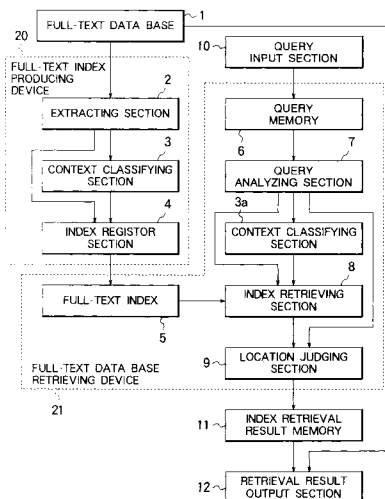 1
FULL-TEXT DATA BASE
20
10
QUERY
INPUT SECTION
FULL-TEXT INDEX
PRODUCING
DEVICE
2
EXTRACTING SECTION
QUERY
MEMORY
6
3
CONTEXT CLASSIFYING
SECTION
7
QUERY
ANALYZING SECTION
4
INDEX REGISTOR
SECTION
3a
CONTEXT CLASSIFYING
SECTION
8
FULL-TEXT INDEX
5
INDEX RETRIEVING
SECTION
LOCATION JUDGING
SECTION
9
FULL-TEXT DATA BASE
RETRIEVING DEVICE
21
INDEX RETRIEVAL
RESULT MEMORY
11
RETRIEVAL RESULT
OUTPUT SECTION
12